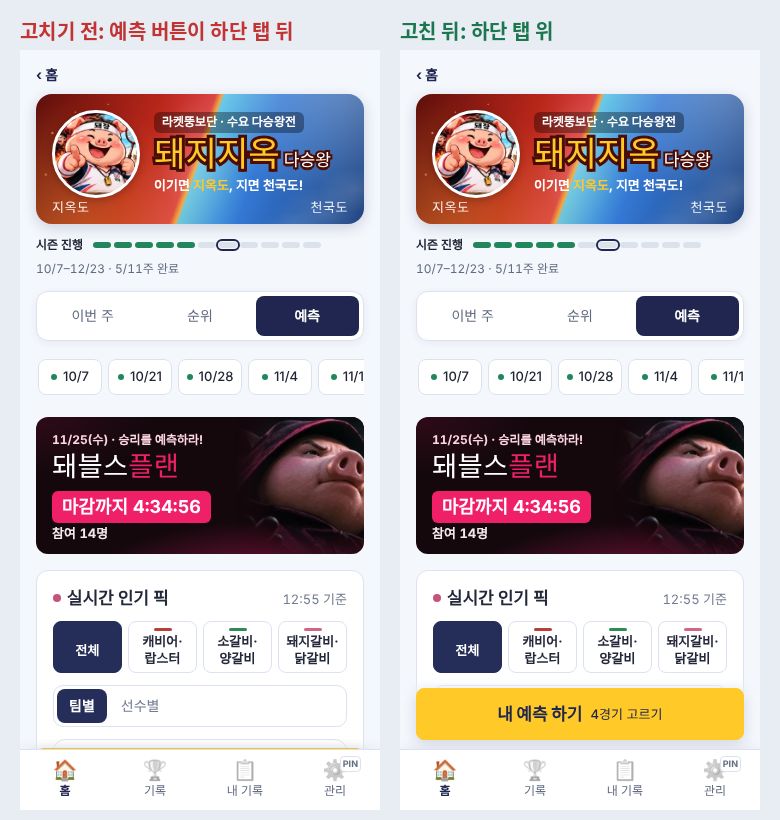 고치기 전: 예측 버튼이 하단 탭 뒤
‹ 홈
돼지
라켓뚱보단 · 수요 다승왕전
돼지지옥 다승왕
이기면 지옥도, 지면 천국도!
지옥도
천국도
시즌 진행
10/7–12/23 · 5/11주 완료
이번 주 순위 예측
10/7 10/21 10/28 11/4 11/1
11/25(수) · 승리를 예측하라!
돼블스플랜
마감까지 4:34:56
참여 14명
실시간 인기 픽 12:55 기준
전체
캐비어·
랍스터
소갈비·
양갈비
돼지갈비·
닭갈비
팀별 선수별
PIN
홈 기록 내 기록 관리
고친 뒤: 하단 탭 위
‹ 홈
돼지
라켓뚱보단 · 수요 다승왕전
돼지지옥 다승왕
이기면 지옥도, 지면 천국도!
지옥도
천국도
시즌 진행
10/7–12/23 · 5/11주 완료
이번 주 순위 예측
10/7 10/21 10/28 11/4 11/1
11/25(수) · 승리를 예측하라!
돼블스플랜
마감까지 4:34:56
참여 14명
실시간 인기 픽 12:55 기준
전체
캐비어·
랍스터
소갈비·
양갈비
돼지갈비·
닭갈비
내 예측 하기 4경기 고르기
PIN
홈 기록 내 기록 관리